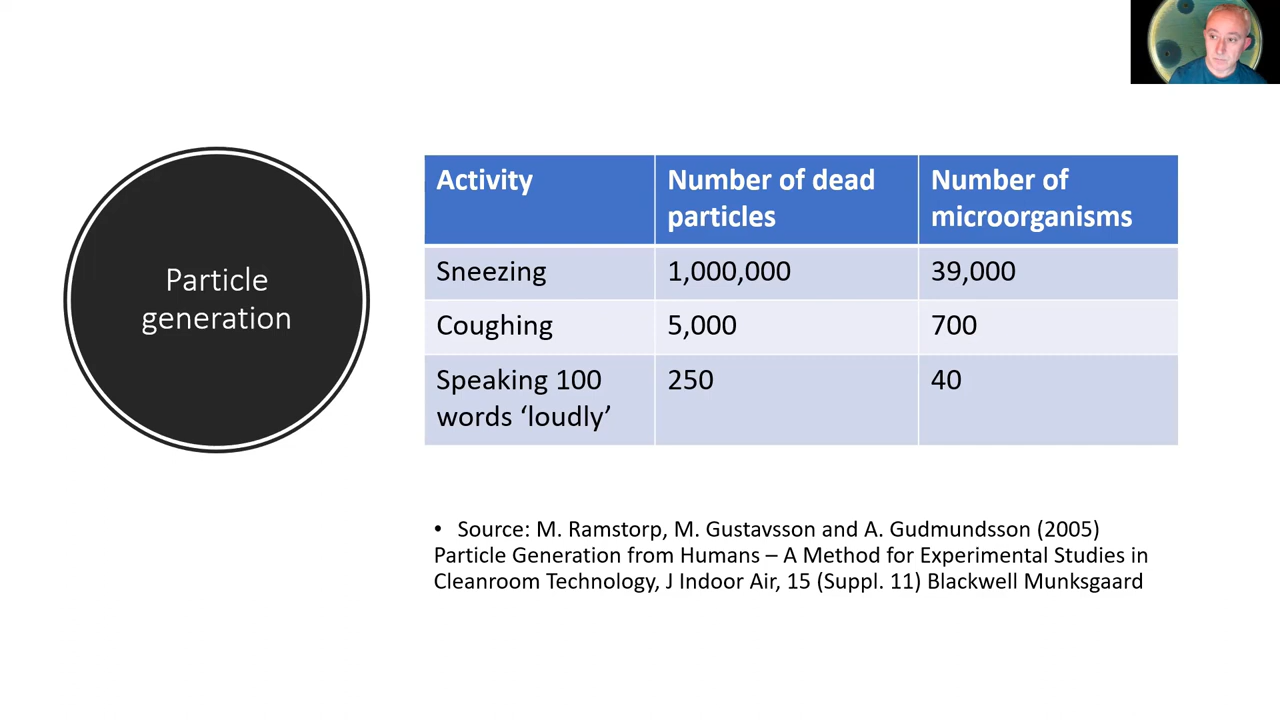 Particle
generation
Activity
Number of dead
particles
Number of
microorganisms
Sneezing
1,000,000
39,000
Coughing
5,000
700
Speaking 100
words ‘loudly’
250
40
• Source: M. Ramstorp, M. Gustavsson and A. Gudmundsson (2005)
Particle Generation from Humans – A Method for Experimental Studies in
Cleanroom Technology, J Indoor Air, 15 (Suppl. 11) Blackwell Munksgaard